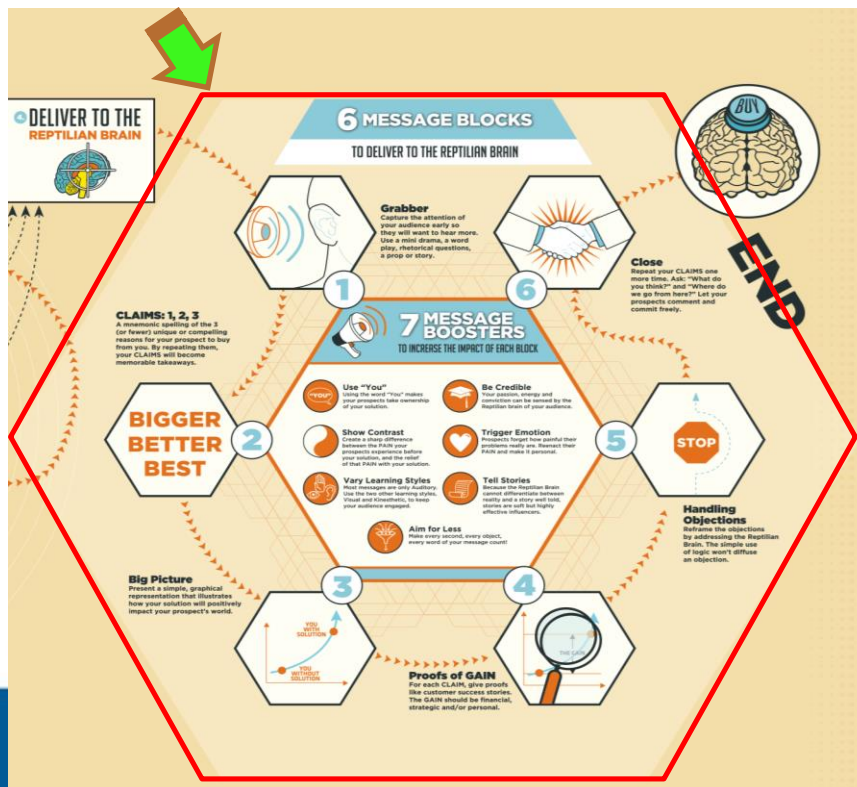 DELIVER TO THE
REPTILIAN BRAIN
6 MESSAGE BLOCKS
TO DELIVER TO THE REPTILIAN BRAIN
BUY
END
1
Grabber
Capture the attention of
your audience early so
they will want to hear more.
Use a mini drama, a word
play, rhetorical questions,
a prop or story.
6
Close
Repeat your CLAIMS one
more time. Ask: "What do
you think?" and "Where do
we go from here?" Let your
prospects comment and
commit freely.
CLAIMS: 1, 2, 3
A mnemonic spelling of the 3
(or fewer) unique or compelling
reasons for your prospect to buy
from you. By repeating them,
your CLAIMS will become
memorable takeaways.
BIGGER
BETTER
BEST
2
7 MESSAGE
BOOSTERS
TO INCREASE THE IMPACT OF EACH BLOCK
"YOU"
Use "You"
Using the word "You" makes
your prospects take ownership
of your solution.
Be Credible
Your passion, energy and
conviction can be sensed by the
Reptilian brain of your audience.
Show Contrast
Create a sharp difference
between the PAIN your
prospects experience before
your solution, and the relief
of that PAIN with your solution.
Trigger Emotion
Prospects forget how painful their
problems really are. Reenact their
PAIN and make it personal.
Vary Learning Styles
Most messages are only Auditory.
Use the two other learning styles,
Visual and Kinesthetic, to keep
your audience engaged.
Tell Stories
Because the Reptilian Brain
cannot differentiate between
reality and a story well told,
stories are soft but highly
effective influencers.
Aim for Less
Make every second, every object,
every word of your message count!
5
STOP
Handling
Objections
Reframe the objections
by addressing the Reptilian
Brain. The simple use
of logic won't diffuse
an objection.
Big Picture
Present a simple, graphical
representation that illustrates
how your solution will positively
impact your prospect's world.
3
YOU
WITH
SOLUTION
YOU
WITHOUT
SOLUTION
4
THE GAIN
Proofs of GAIN
For each CLAIM, give proofs
like customer success stories.
The GAIN should be financial,
strategic and/or personal.